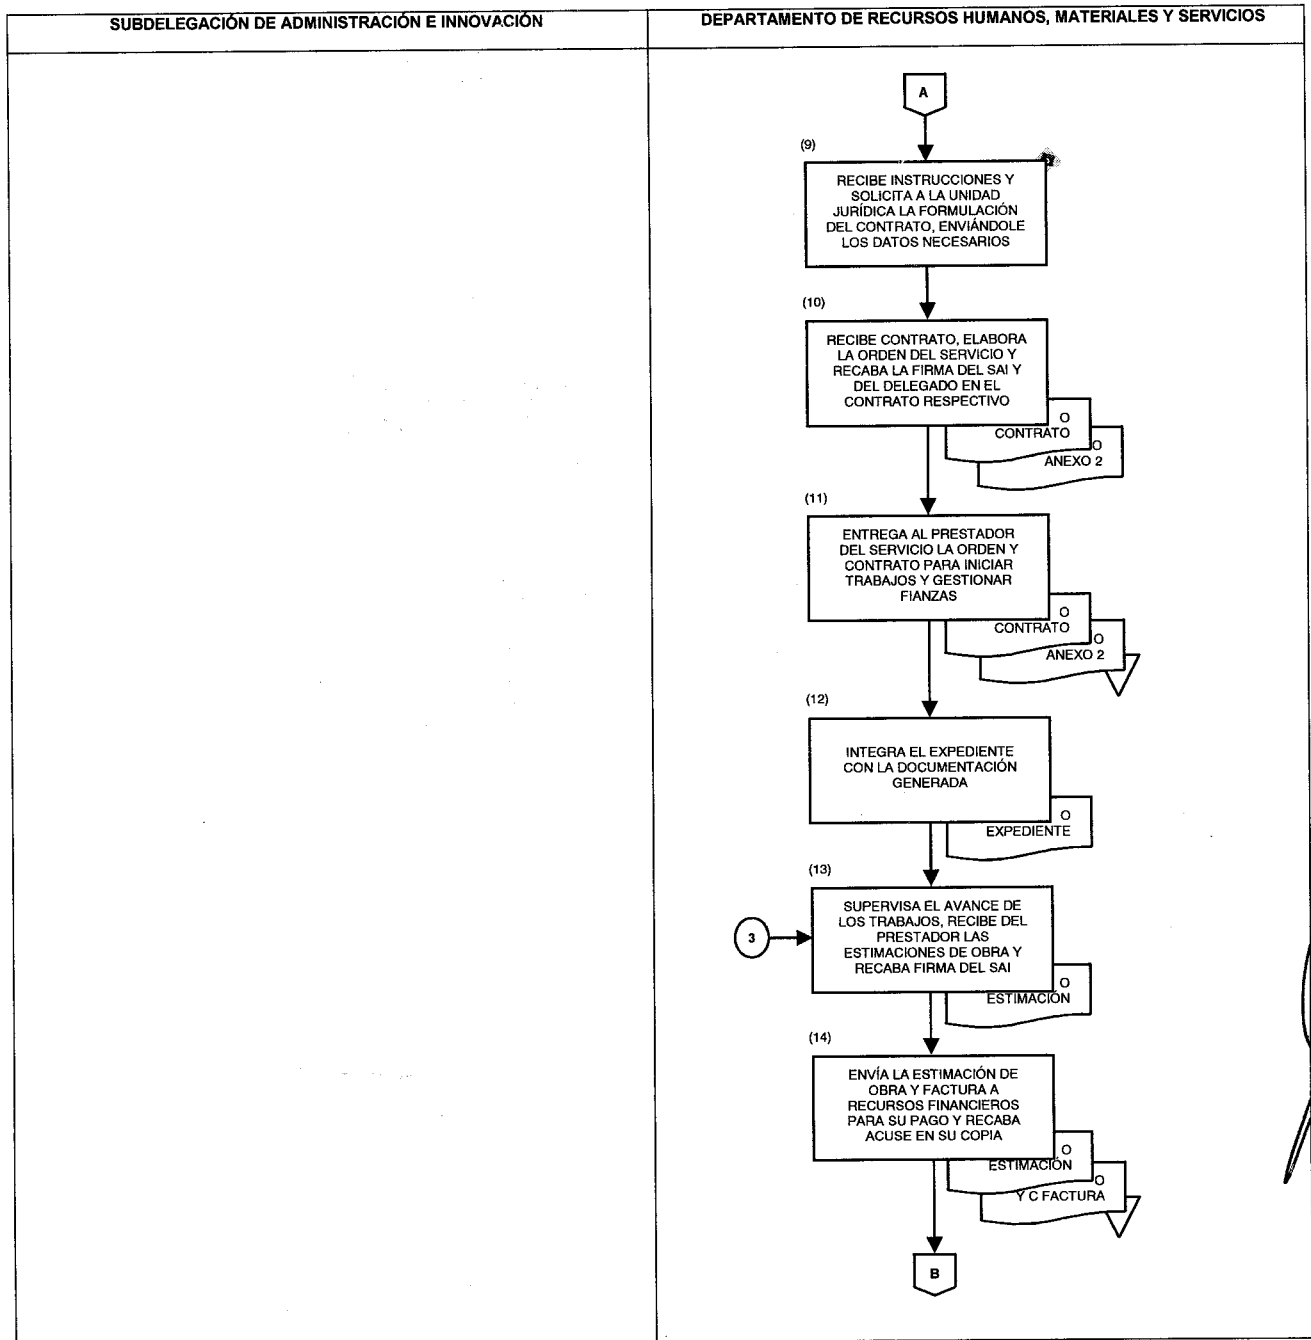 SUBDELEGACIÓN DE ADMINISTRACIÓN E INNOVACIÓN
DEPARTAMENTO DE RECURSOS HUMANOS, MATERIALES Y SERVICIOS
A
(9)
RECIBE INSTRUCCIONES Y
SOLICITA A LA UNIDAD
JURÍDICA LA FORMULACIÓN
DEL CONTRATO, ENVIÁNDOLE
LOS DATOS NECESARIOS
(10)
RECIBE CONTRATO, ELABORA
LA ORDEN DEL SERVICIO Y
RECABA LA FIRMA DEL SAI Y
DEL DELEGADO EN EL
CONTRATO RESPECTIVO
O
CONTRATO
O
ANEXO 2
(11)
ENTREGA AL PRESTADOR
DEL SERVICIO LA ORDEN Y
CONTRATO PARA INICIAR
TRABAJOS Y GESTIONAR
FIANZAS
O
CONTRATO
O
ANEXO 2
(12)
INTEGRA EL EXPEDIENTE
CON LA DOCUMENTACIÓN
GENERADA
O
EXPEDIENTE
(13)
3
SUPERVISA EL AVANCE DE
LOS TRABAJOS, RECIBE DEL
PRESTADOR LAS
ESTIMACIONES DE OBRA Y
RECABA FIRMA DEL SAI
O
ESTIMACIÓN
(14)
ENVÍA LA ESTIMACIÓN DE
OBRA Y FACTURA A
RECURSOS FINANCIEROS
PARA SU PAGO Y RECABA
ACUSE EN SU COPIA
O
ESTIMACIÓN
O
Y C FACTURA
B